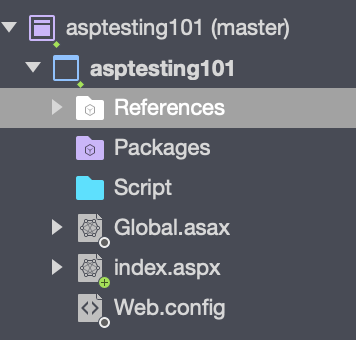 asptesting101 (master)
asptesting101
References
Packages
Script
Global.asax
index.aspx
Web.config